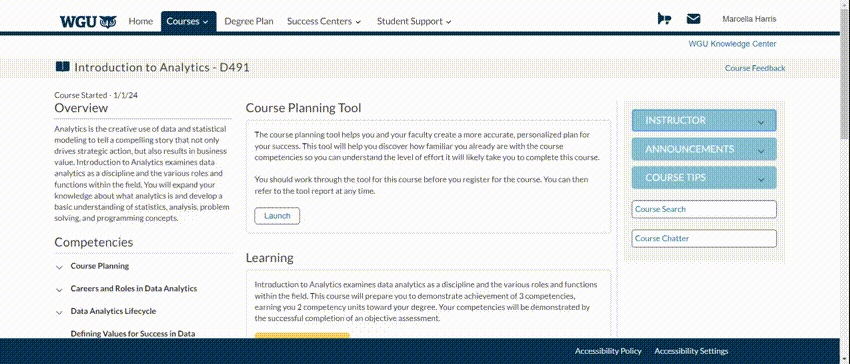 WGU
Home
Courses
Degree Plan
Success Centers
Student Support
Marcella Harris
WGU Knowledge Center
Introduction to Analytics - D491
Course Feedback
Course Started - 1/1/24
Overview
Analytics is the creative use of data and statistical
modeling to tell a compelling story that not only
drives strategic action, but also results in business
value. Introduction to Analytics examines data
analytics as a discipline and the various roles and
functions within the field. You will expand your
knowledge about what analytics is and develop a
basic understanding of statistics, analysis, problem
solving, and programming concepts.
Competencies
Course Planning
Careers and Roles in Data Analytics
Data Analytics Lifecycle
Defining Values for Success in Data
Course Planning Tool
The course planning tool helps you and your faculty create a more accurate, personalized plan for
your success. This tool will help you discover how familiar you already are with the course
competencies so you can understand the level of effort it will likely take you to complete this course.
You should work through the tool for this course before you register for the course. You can then
refer to the tool report at any time.
Launch
Learning
Introduction to Analytics examines data analytics as a discipline and the various roles and functions
within the field. This course will prepare you to demonstrate achievement of 3 competencies,
earning you 2 competency units toward your degree. Your competencies will be demonstrated by
the successful completion of an objective assessment.
INSTRUCTOR
ANNOUNCEMENTS
COURSE TIPS
Course Search
Course Chatter
Accessibility Policy
Accessibility Settings